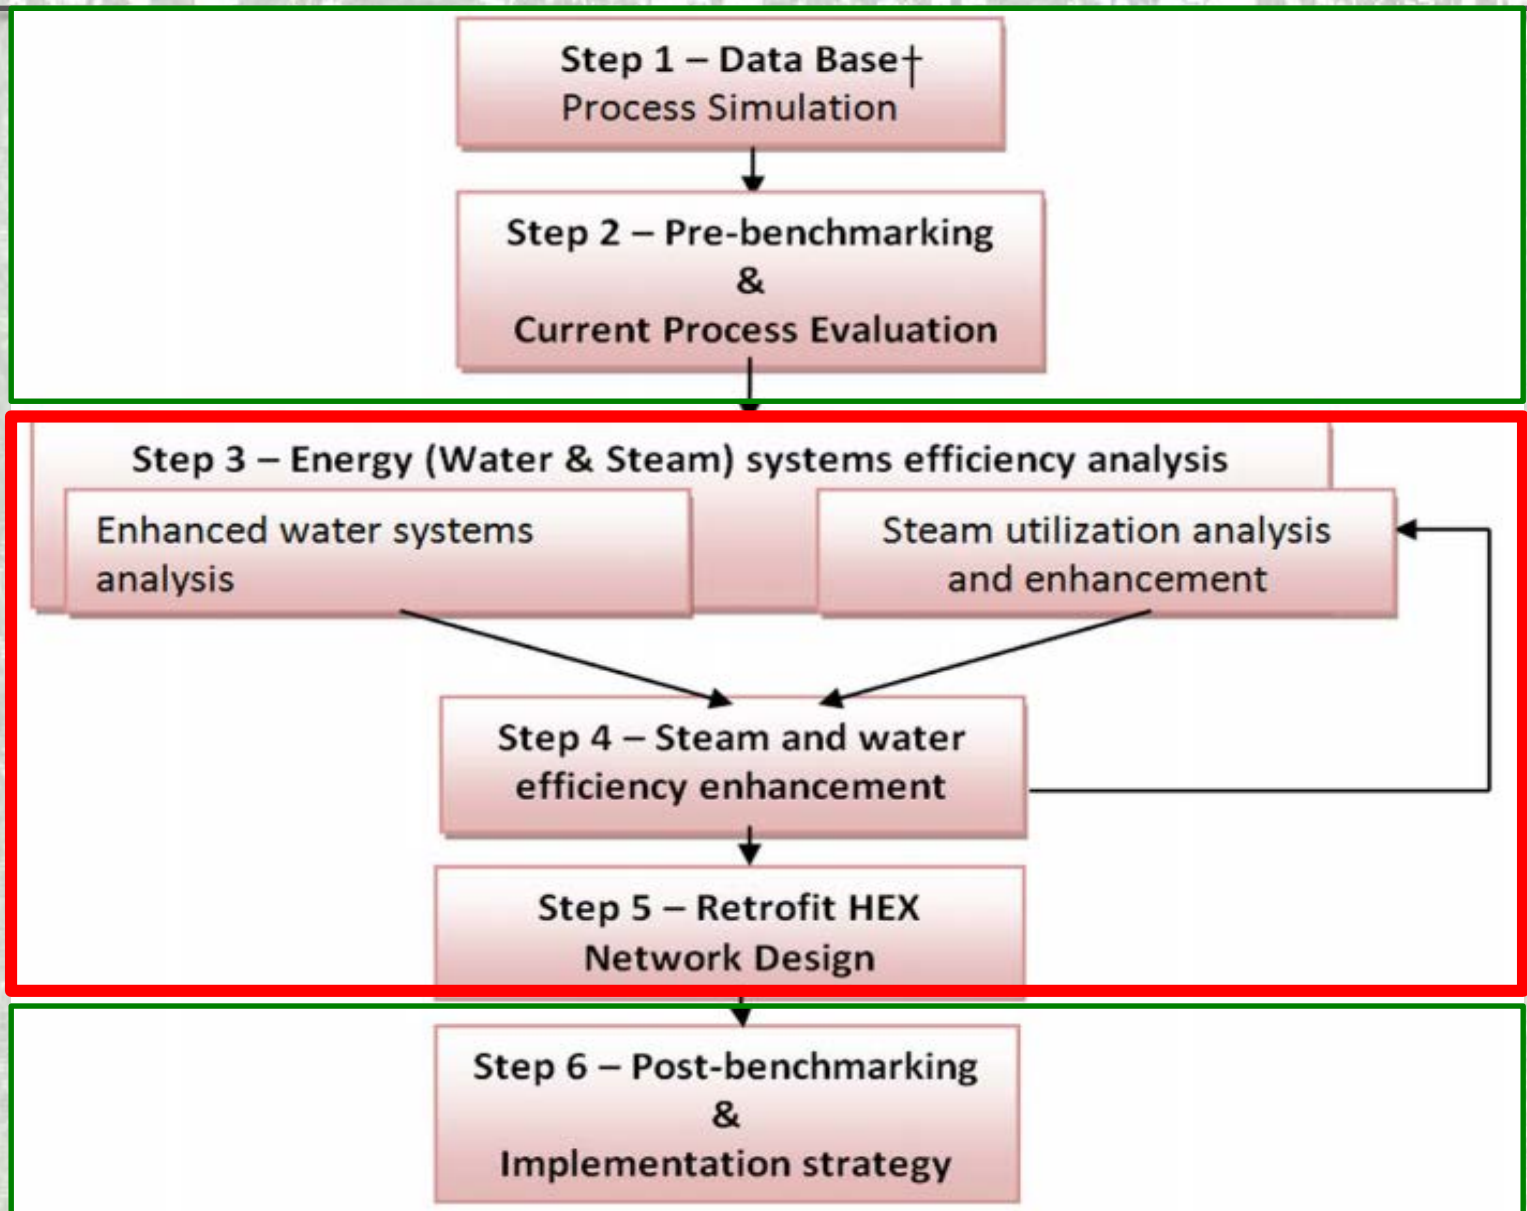 Step 1 – Data Base†
Process Simulation
Step 2 – Pre-benchmarking
&
Current Process Evaluation
Step 3 – Energy (Water & Steam) systems efficiency analysis
Enhanced water systems
analysis
Steam utilization analysis
and enhancement
Step 4 – Steam and water
efficiency enhancement
Step 5 – Retrofit HEX
Network Design
Step 6 – Post-benchmarking
&
Implementation strategy